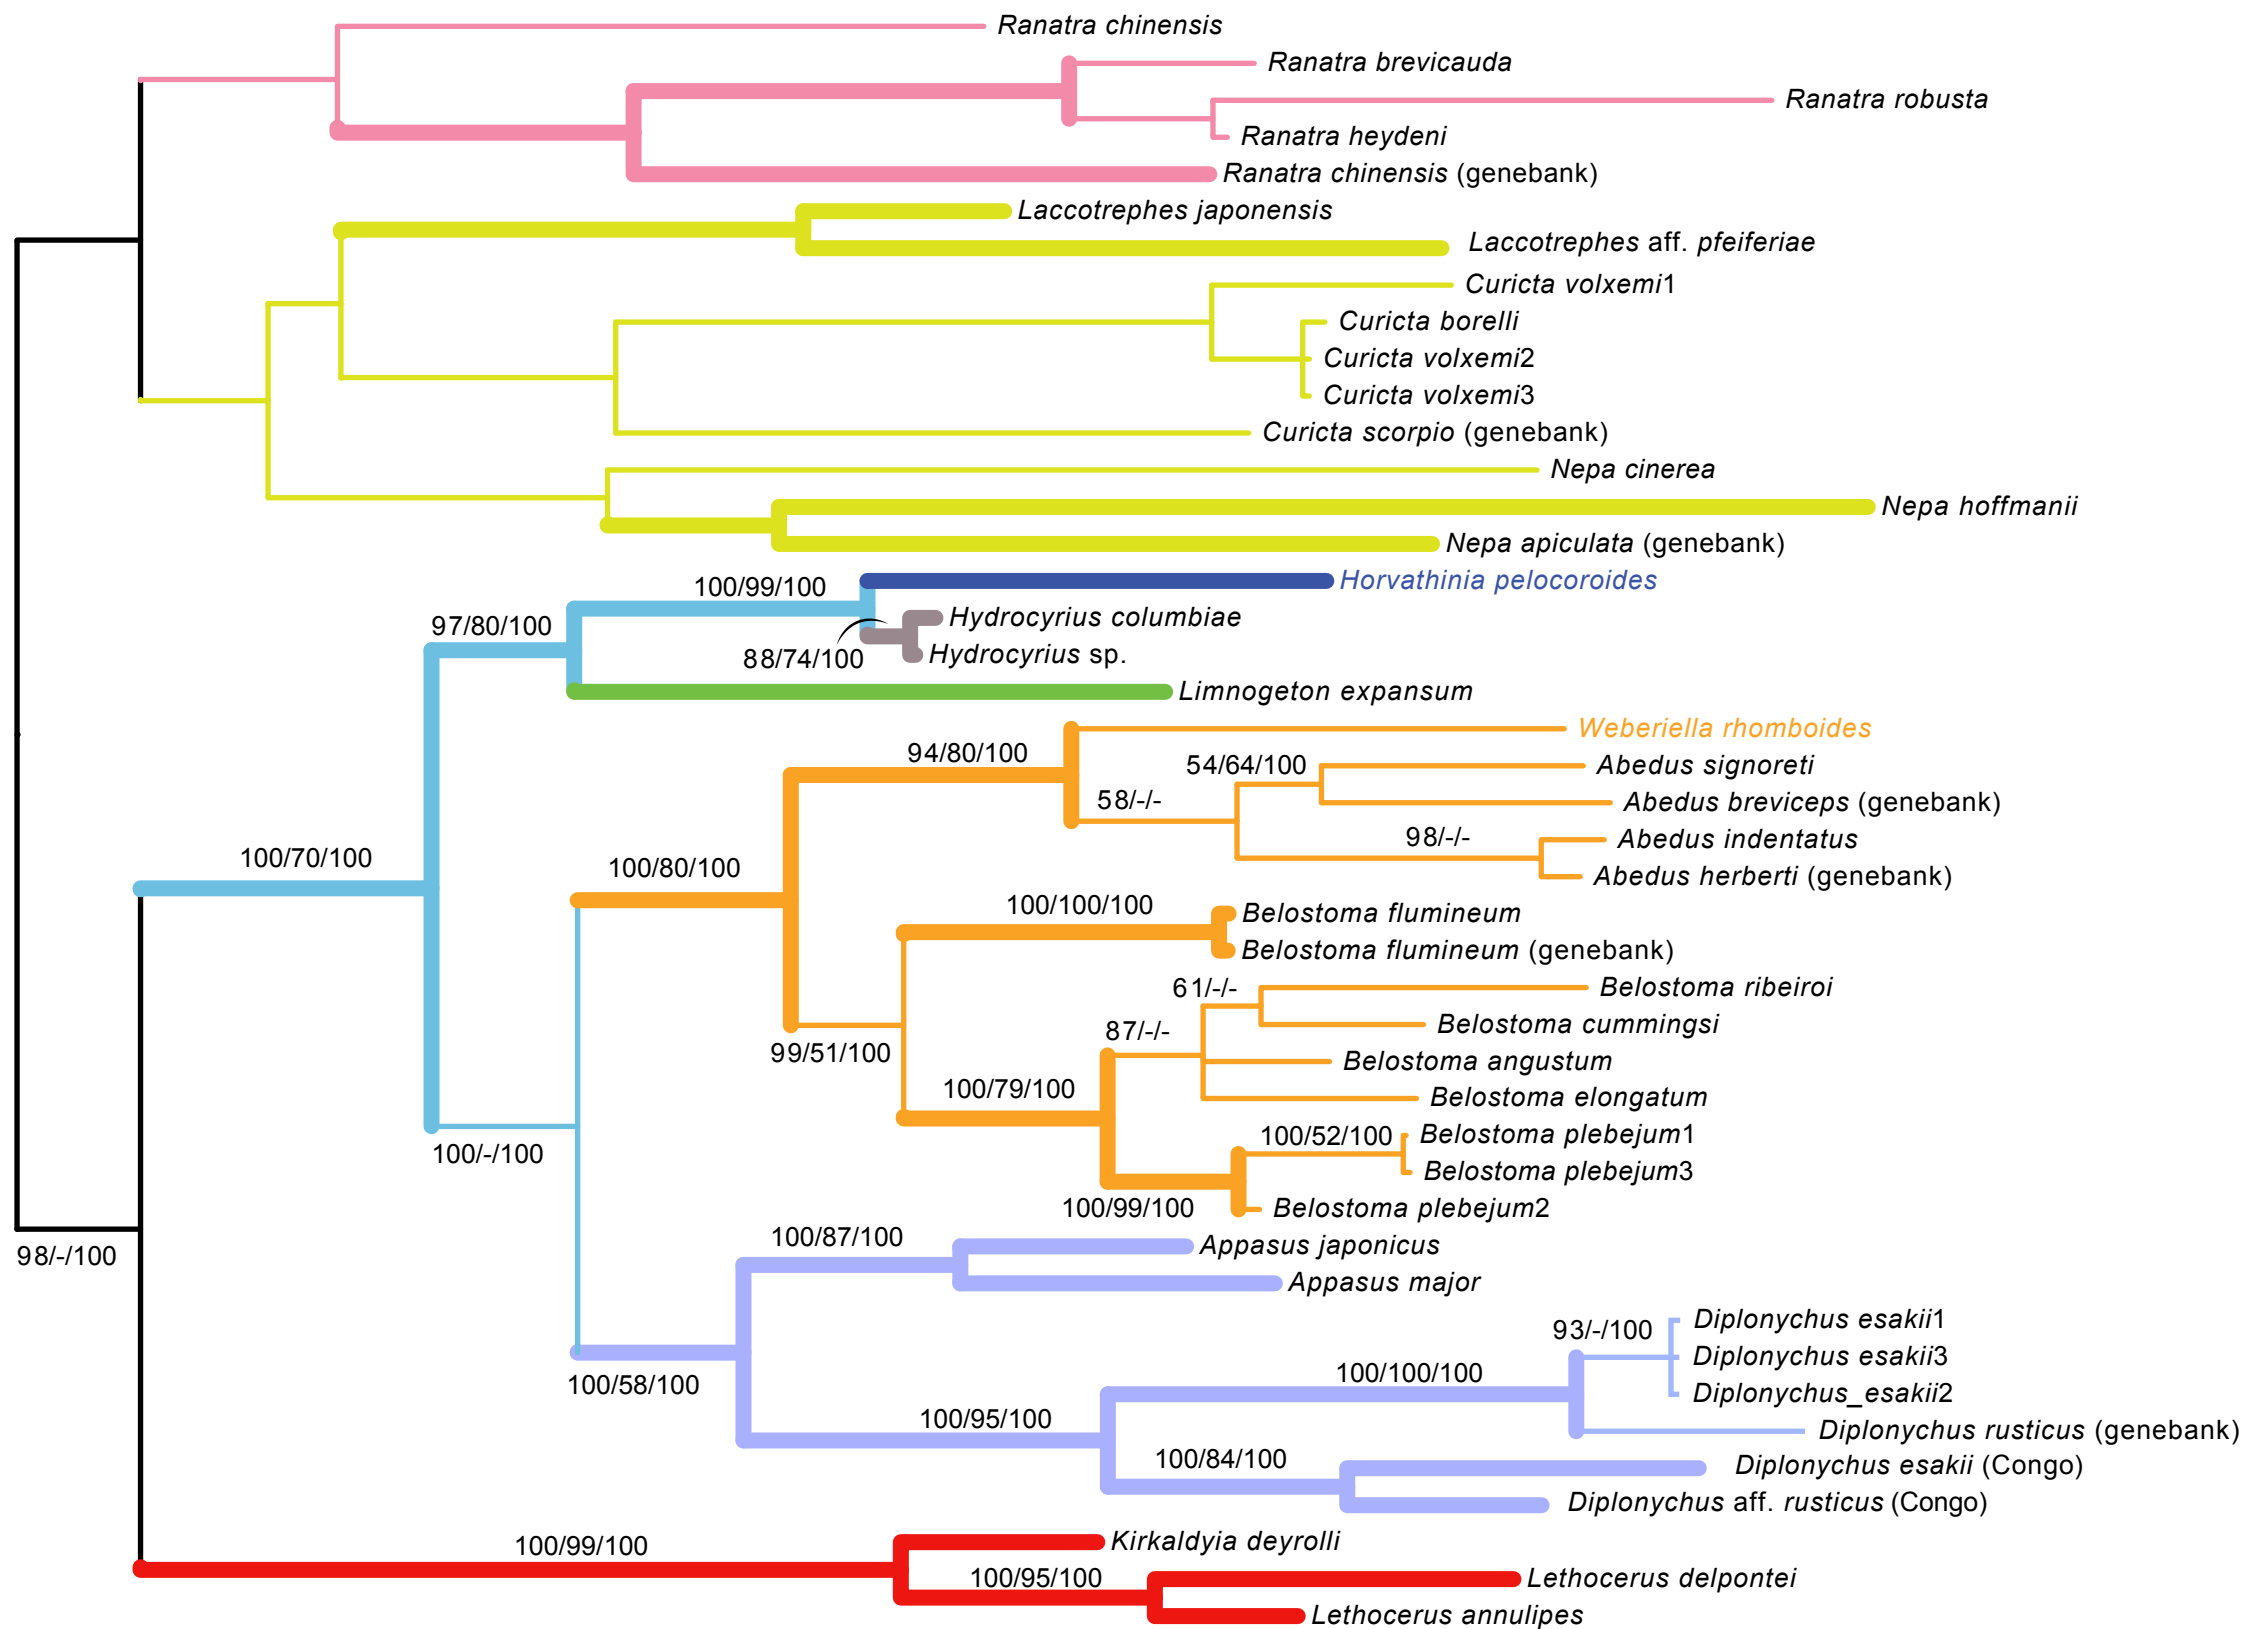 Ranatra chinensis
Ranatra brevicauda
Ranatra robusta
Ranatra heydeni
Ranatra chinensis (genebank)
Laccotrephes japonensis
Laccotrephes aff. pfeiferiae
Curicta volxemi1
Curicta borelli
Curicta volxemi2
Curicta volxemi3
Curicta scorpio (genebank)
Nepa cinerea
Nepa hoffmanii
Nepa apiculata (genebank)
100/99/100
Horvathinia pelocoroides
97/80/100
Hydrocyrius columbiae
88/74/100
Hydrocyrius sp.
Limnogeton expansum
Weberiella rhomboides
94/80/100
54/64/100
Abedus signoreti
58/-/-
Abedus breviceps (genebank)
98/-/-
Abedus indentatus
100/70/100
100/80/100
Abedus herberti (genebank)
100/100/100
Belostoma flumineum
Belostoma flumineum (genebank)
61/-/-
Belostoma ribeiroi
87/-/-
Belostoma cummingsi
99/51/100
Belostoma angustum
100/79/100
Belostoma elongatum
100/52/100
Belostoma plebejum1
100/-/100
Belostoma plebejum3
100/99/100
Belostoma plebejum2
98/-/100
100/87/100
Appasus japonicus
Appasus major
93/-/100
Diplonychus esakii1
Diplonychus esakii3
100/58/100
100/100/100
Diplonychus_esakii2
100/95/100
Diplonychus rusticus (genebank)
100/84/100
Diplonychus esakii (Congo)
Diplonychus aff. rusticus (Congo)
100/99/100
Kirkaldyia deyrolli
100/95/100
Lethocerus delpontei
Lethocerus annulipes